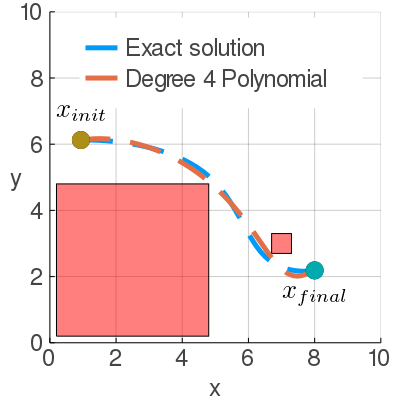 10
8
6
4
2
0
y
Exact solution
Degree 4 Polynomial
x_init
x_final
0 2 4 6 8 10
x